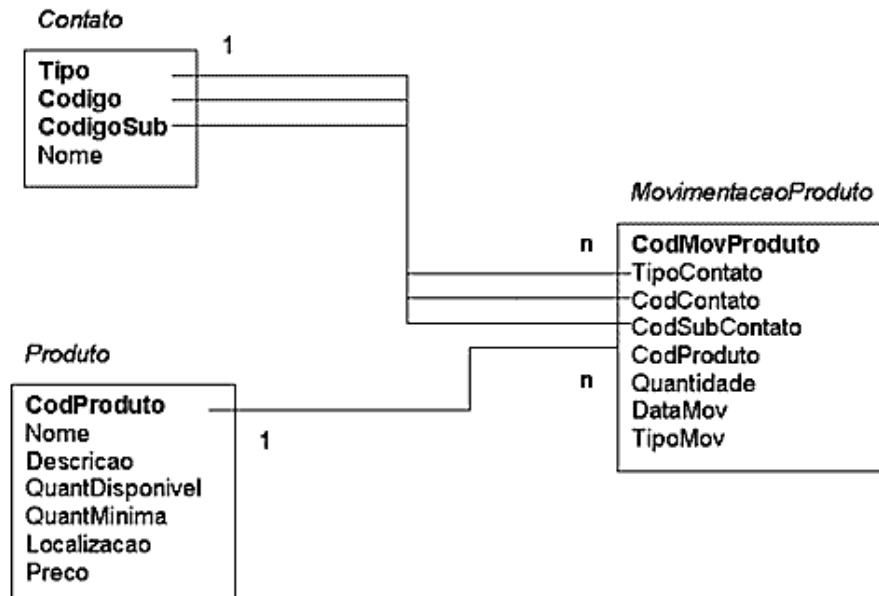 Contato
1
Tipo
Codigo
CodigoSub
Nome
MovimentacaoProduto
n
CodMovProduto
TipoContato
CodContato
CodSubContato
CodProduto
n
Quantidade
DataMov
TipoMov
Produto
1
CodProduto
Nome
Descricao
QuantDisponivel
QuantMinima
Localizacao
Preco